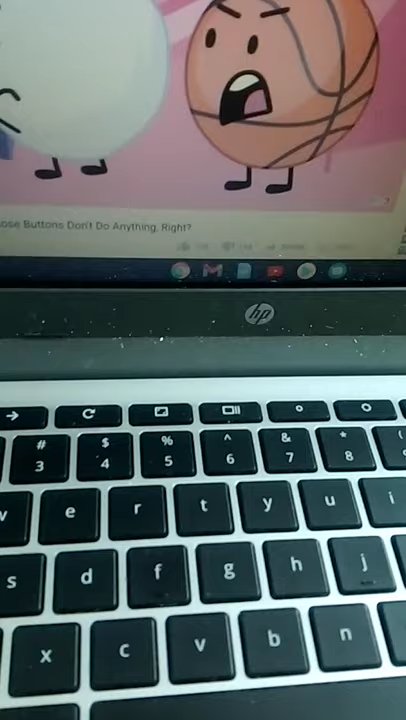 ose Buttons Don't Do Anything, Right?
hp
# $ % ^ & * (
3 4 5 6 7 8
e r t y u i
s d f g h j
x c v b n